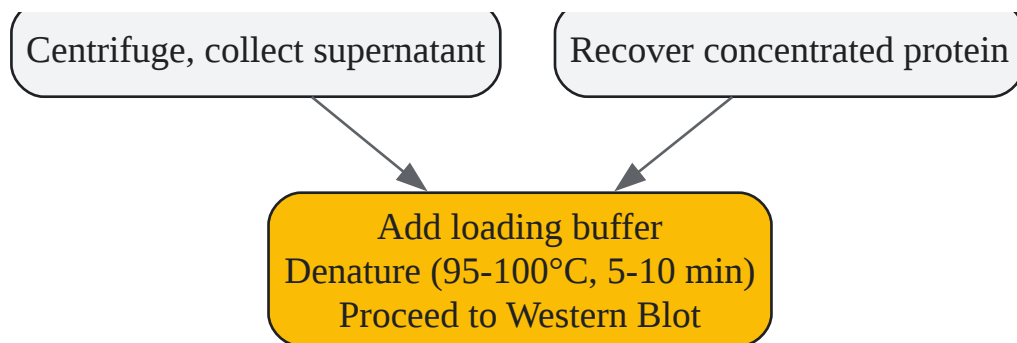 Centrifuge, collect supernatant
Recover concentrated protein
Add loading buffer
Denature (95-100°C, 5-10 min)
Proceed to Western Blot